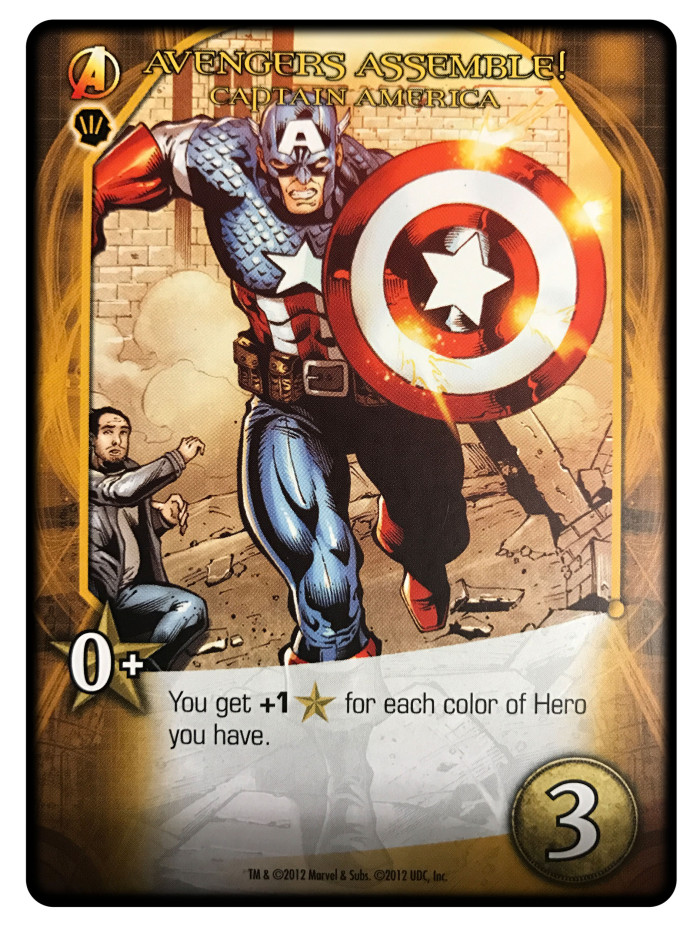 AVENGERS ASSEMBLE!
CAPTAIN AMERICA
A
0+
You get +1 for each color of Hero
you have.
3
TM & ©2012 Marvel & Subs. ©2012 UDC, Inc.